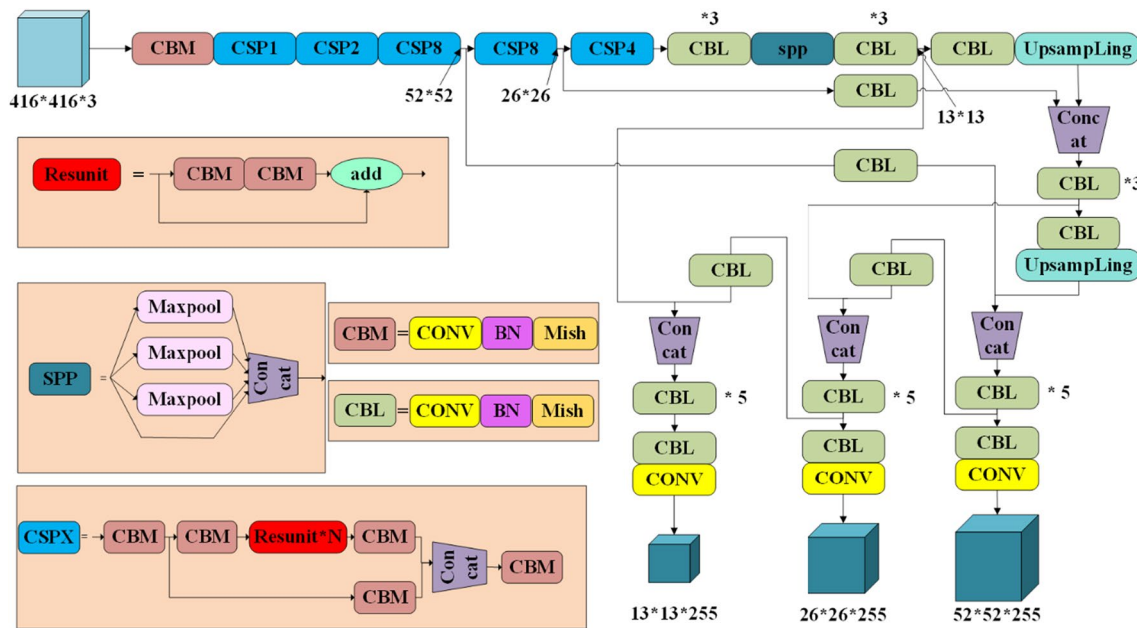 *3
*3
CBM CSP1 CSP2 CSP8 CSP8 CSP4 CBL spp CBL CBL UpsampLing
416*416*3
52*52
26*26
CBL
13*13
Conc
at
Resunit = CBM CBM add
CBL
CBL *3
CBL
UpsampLing
CBL
CBL
Maxpool
Maxpool
Maxpool
SPP =
Con
cat
CBM = CONV BN Mish
CBL = CONV BN Mish
Con
cat
Con
cat
Con
cat
CBL * 5
CBL * 5
CBL * 5
CBL
CBL
CBL
CONV
CONV
CONV
CSPX = CBM CBM Resunit*N CBM
CBM
Con
cat
CBM
13*13*255
26*26*255
52*52*255